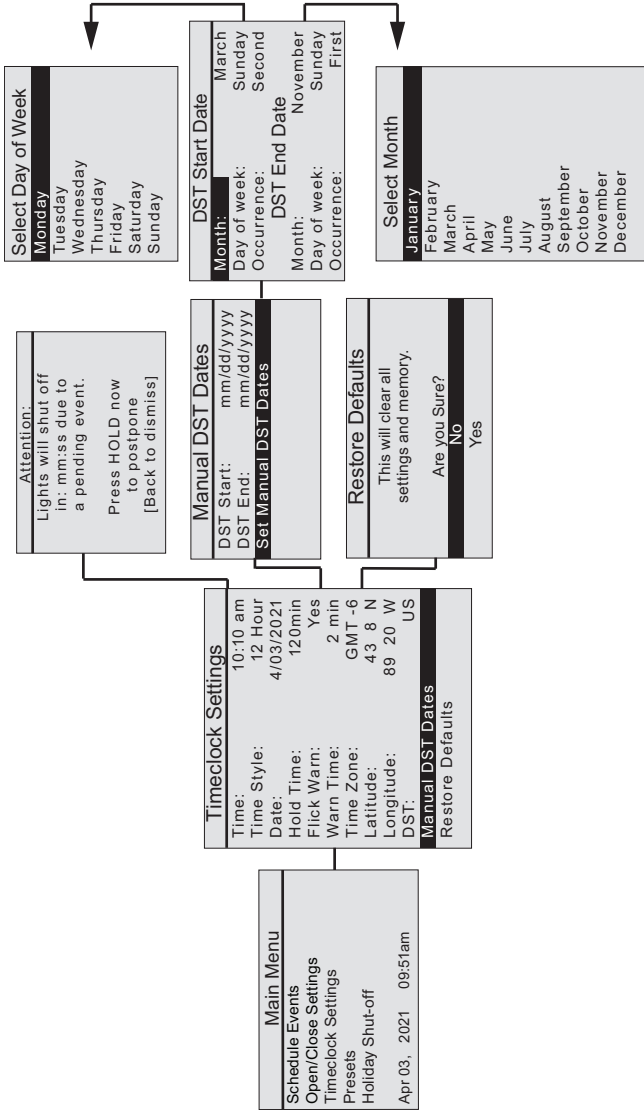 Main Menu
Schedule Events
Open/Close Settings
Timeclock Settings
Presets
Holiday Shut-off
Apr 03, 2021 09:51am
Timeclock Settings
Time: 10:10 am
Time Style: 12 Hour
Date: 4/03/2021
Hold Time: 120min
Flick Warn: Yes
Warn Time: 2 min
Time Zone: GMT -6
Latitude: 43 8 N
Longitude: 89 20 W
DST: US
Manual DST Dates
Restore Defaults
Attention:
Lights will shut off
in: mm:ss due to
a pending event.
Press HOLD now
to postpone
[Back to dismiss]
Manual DST Dates
DST Start: mm/dd/yyyy
DST End: mm/dd/yyyy
Set Manual DST Dates
Restore Defaults
This will clear all
settings and memory.
Are you Sure?
No
Yes
Select Day of Week
Monday
Tuesday
Wednesday
Thursday
Friday
Saturday
Sunday
DST Start Date
Month: March
Day of week: Sunday
Occurrence: Second
DST End Date
Month: November
Day of week: Sunday
Occurrence: First
Select Month
January
February
March
April
May
June
July
August
September
October
November
December